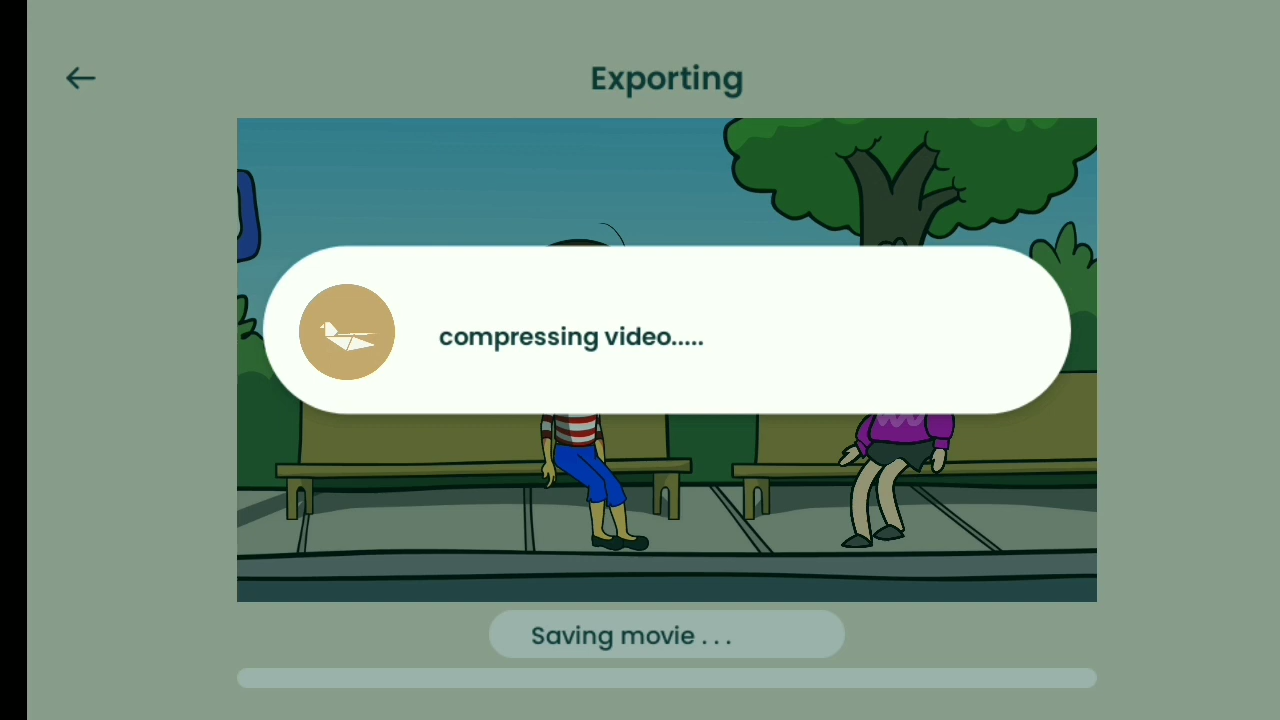 Exporting
compressing video.....
Saving movie . . .